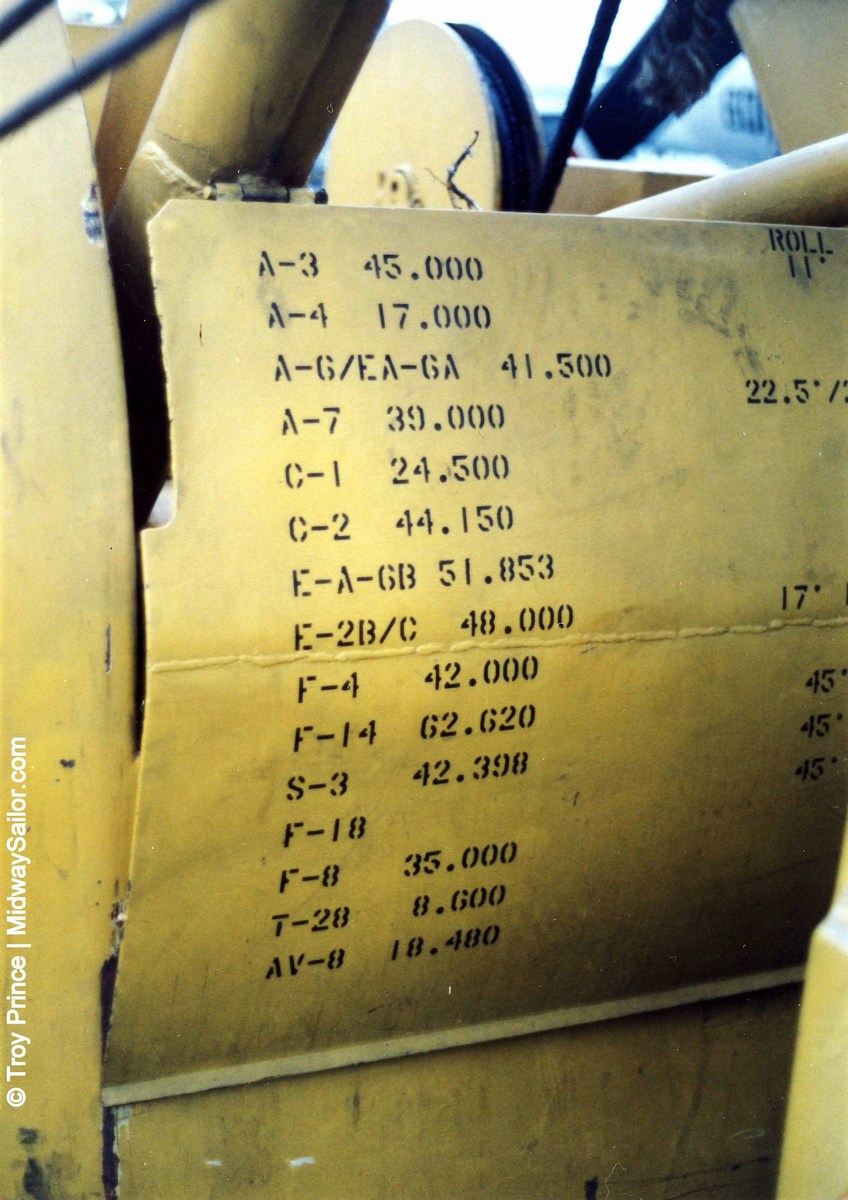 ROLL
A-3 45.000 11°
A-4 17.000
A-6/EA-6A 41.500 22.5°/2
A-7 39.000
C-1 24.500
C-2 44.150
E-A-6B 51.853
E-2B/C 48.000 17°
F-4 42.000 45°
F-14 62.620 45°
S-3 42.398 45°
F-18
F-8 35.000
T-28 8.600
AV-8 18.480
© Troy Prince | MidwaySailor.com